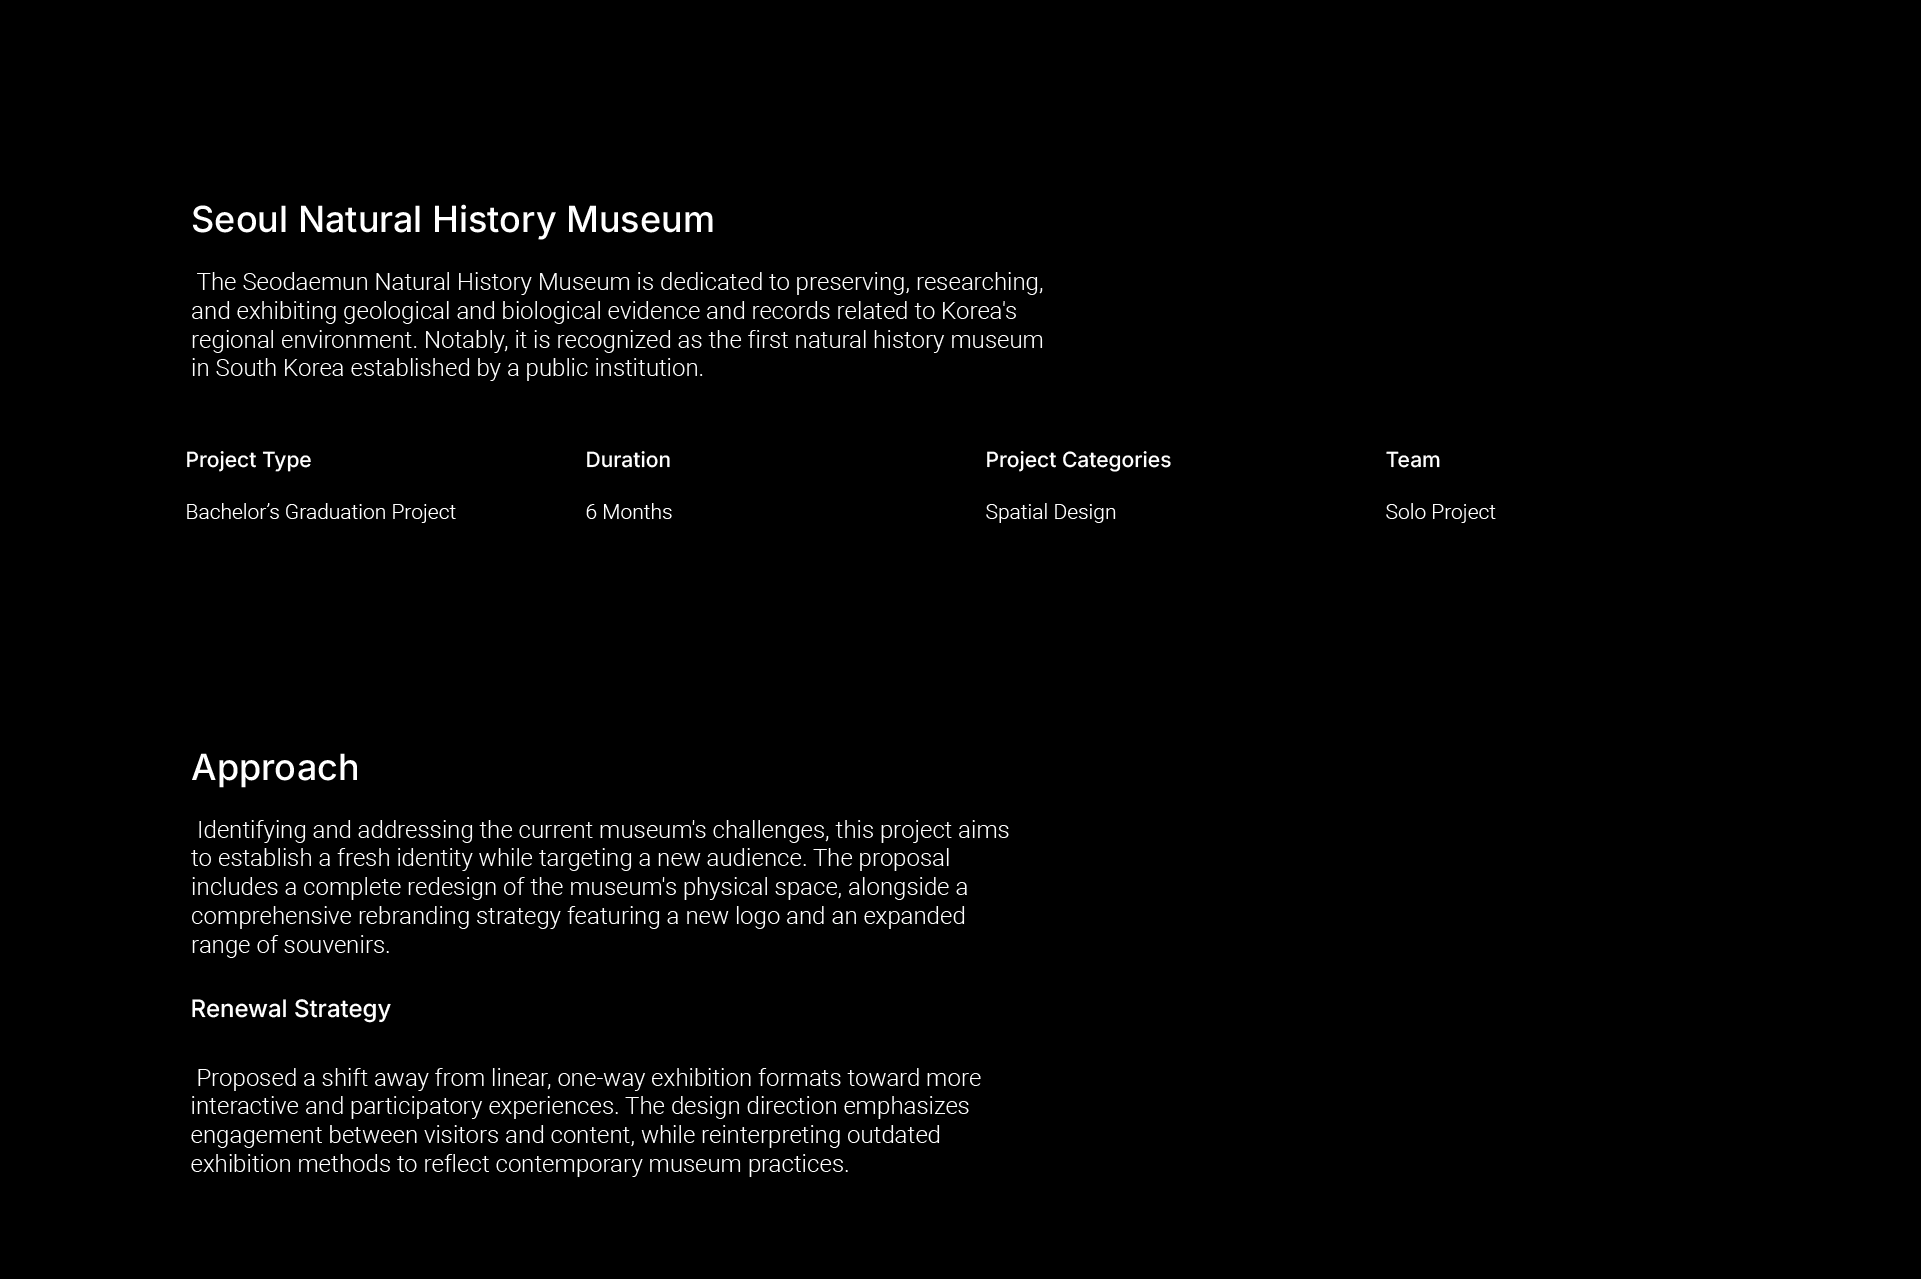 Seoul Natural History Museum
The Seodaemun Natural History Museum is dedicated to preserving, researching,
and exhibiting geological and biological evidence and records related to Korea's
regional environment. Notably, it is recognized as the first natural history museum
in South Korea established by a public institution.
Project Type
Duration
Project Categories
Team
Bachelor’s Graduation Project
6 Months
Spatial Design
Solo Project
Approach
Identifying and addressing the current museum's challenges, this project aims
to establish a fresh identity while targeting a new audience. The proposal
includes a complete redesign of the museum's physical space, alongside a
comprehensive rebranding strategy featuring a new logo and an expanded
range of souvenirs.
Renewal Strategy
Proposed a shift away from linear, one-way exhibition formats toward more
interactive and participatory experiences. The design direction emphasizes
engagement between visitors and content, while reinterpreting outdated
exhibition methods to reflect contemporary museum practices.